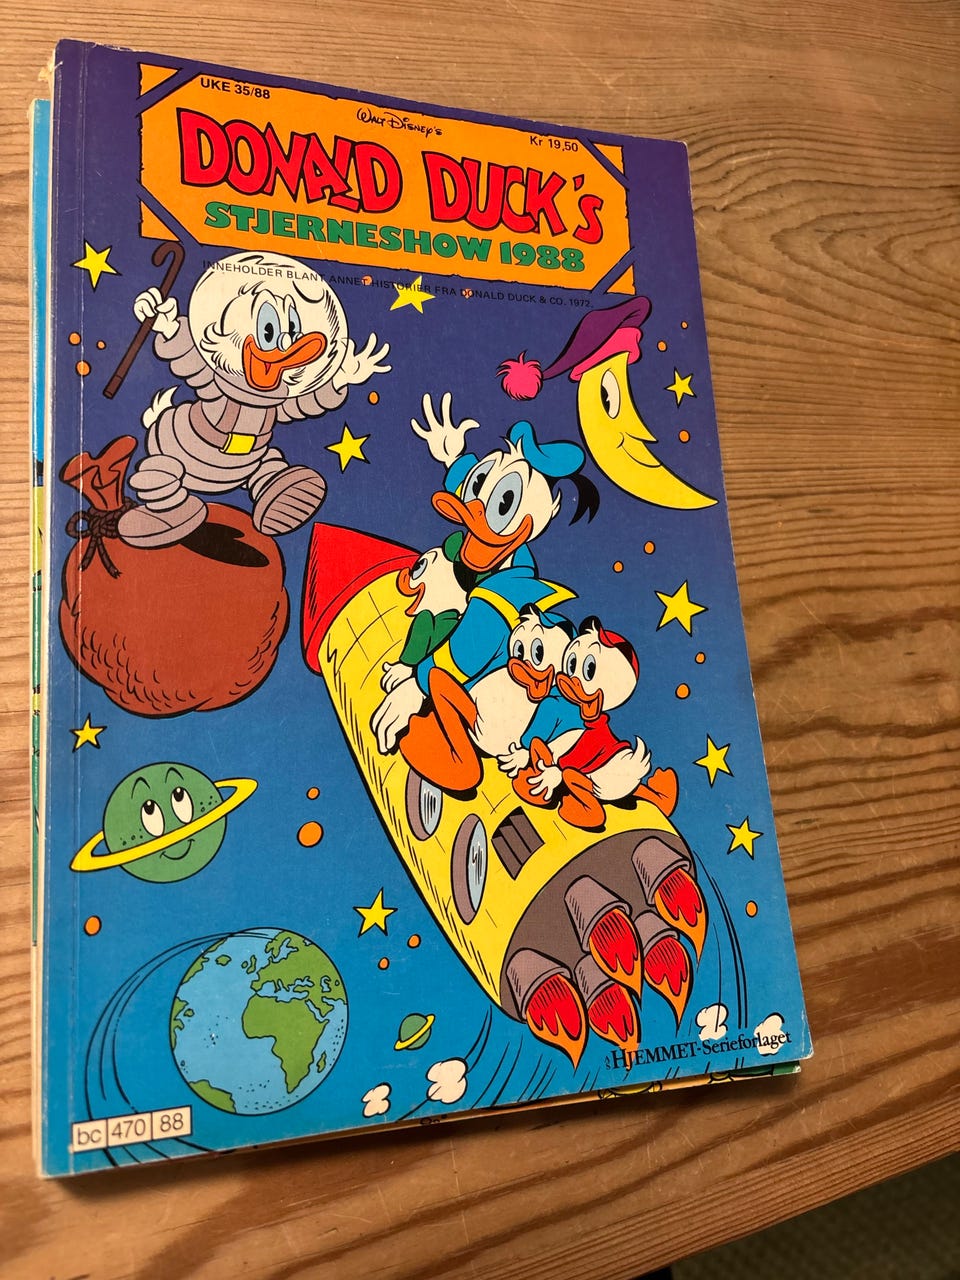 UKE 35/88
WALT DISNEY'S
Kr 19,50
DONALD DUCK's
STJERNESHOW 1988
INNEHOLDER BLANT ANNET HISTORIER FRA DONALD DUCK & CO. 1972.
A/S HJEMMET-Serieforlaget
bc 470 88